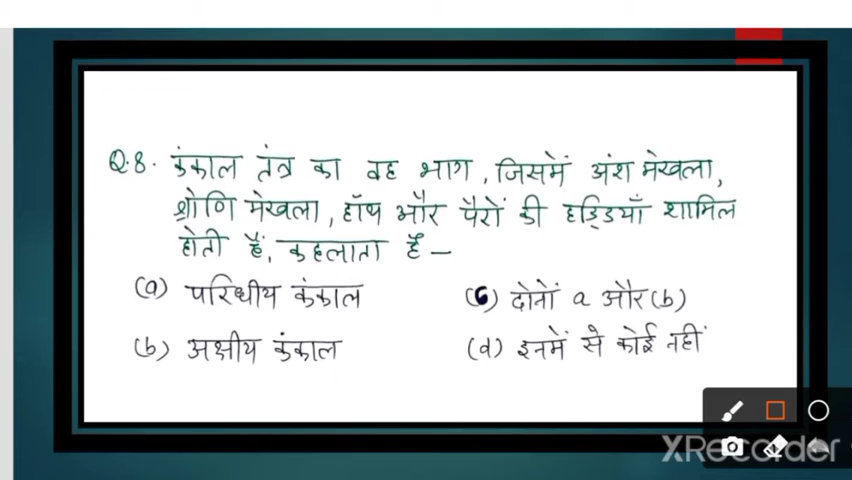 Q.8. कंकाल तंत्र का वह भाग, जिसमें अंश मेखला,
श्रोणि मेखला, हाँथ और पैरों की हड्डियाँ शामिल
होती हैं, कहलाता है —
(a) परिधीय कंकाल
(c) दोनों a और (b)
(b) अक्षीय कंकाल
(d) इनमें से कोई नहीं
XRecorder